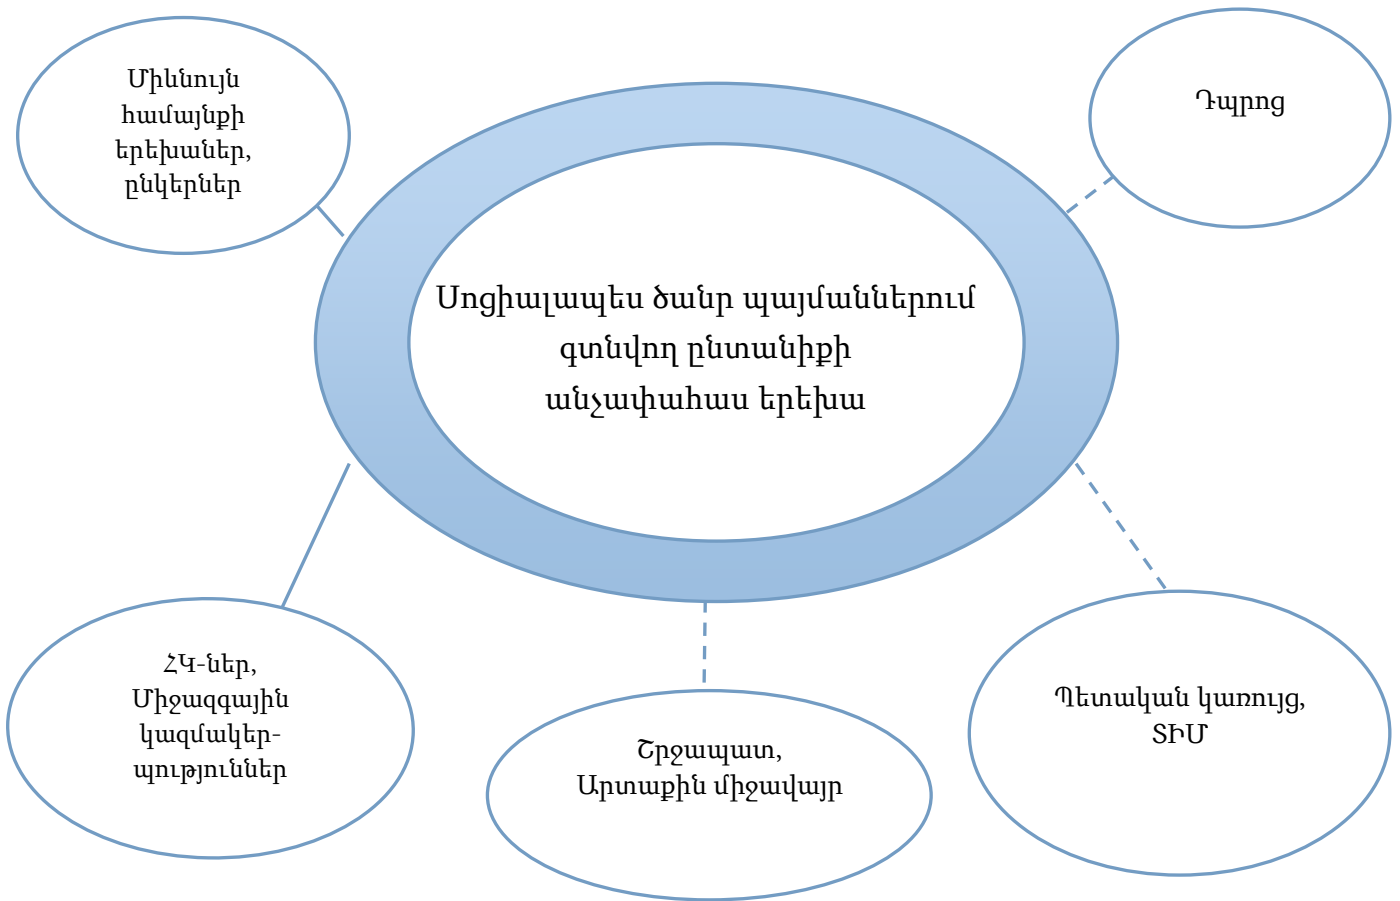 Միևնույն
համայնքի
երեխաներ,
ընկերներ
Դպրոց
Սոցիալապես ծանր պայմաններում
գտնվող ընտանիքի
անչափահաս երեխա
ՀԿ-ներ,
Միջազգային
կազմակեր-
պություններ
Շրջապատ,
Արտաքին միջավայր
Պետական կառույց,
ՏԻՄ